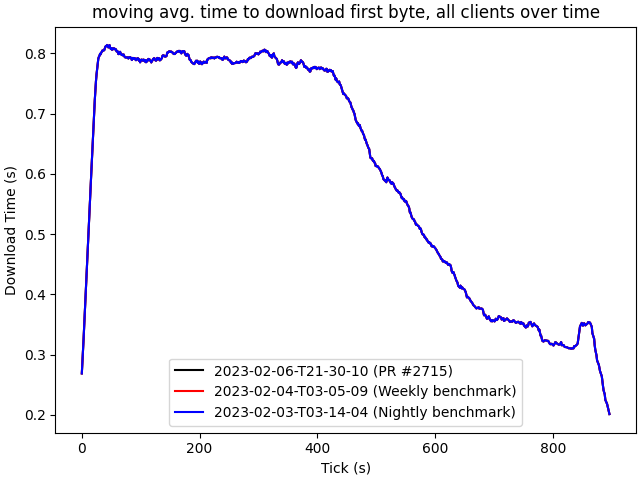 moving avg. time to download first byte, all clients over time
Download Time (s)
0.8
0.7
0.6
0.5
0.4
0.3
0.2
2023-02-06-T21-30-10 (PR #2715)
2023-02-04-T03-05-09 (Weekly benchmark)
2023-02-03-T03-14-04 (Nightly benchmark)
0 200 400 600 800
Tick (s)